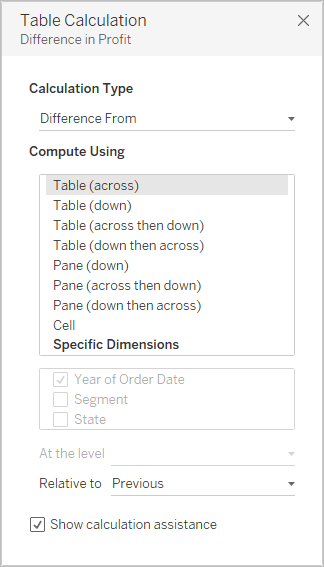 Table Calculation
Difference in Profit
Calculation Type
Difference From
Compute Using
Table (across)
Table (down)
Table (across then down)
Table (down then across)
Pane (down)
Pane (across then down)
Pane (down then across)
Cell
Specific Dimensions
Year of Order Date
Segment
State
At the level
Relative to Previous
Show calculation assistance